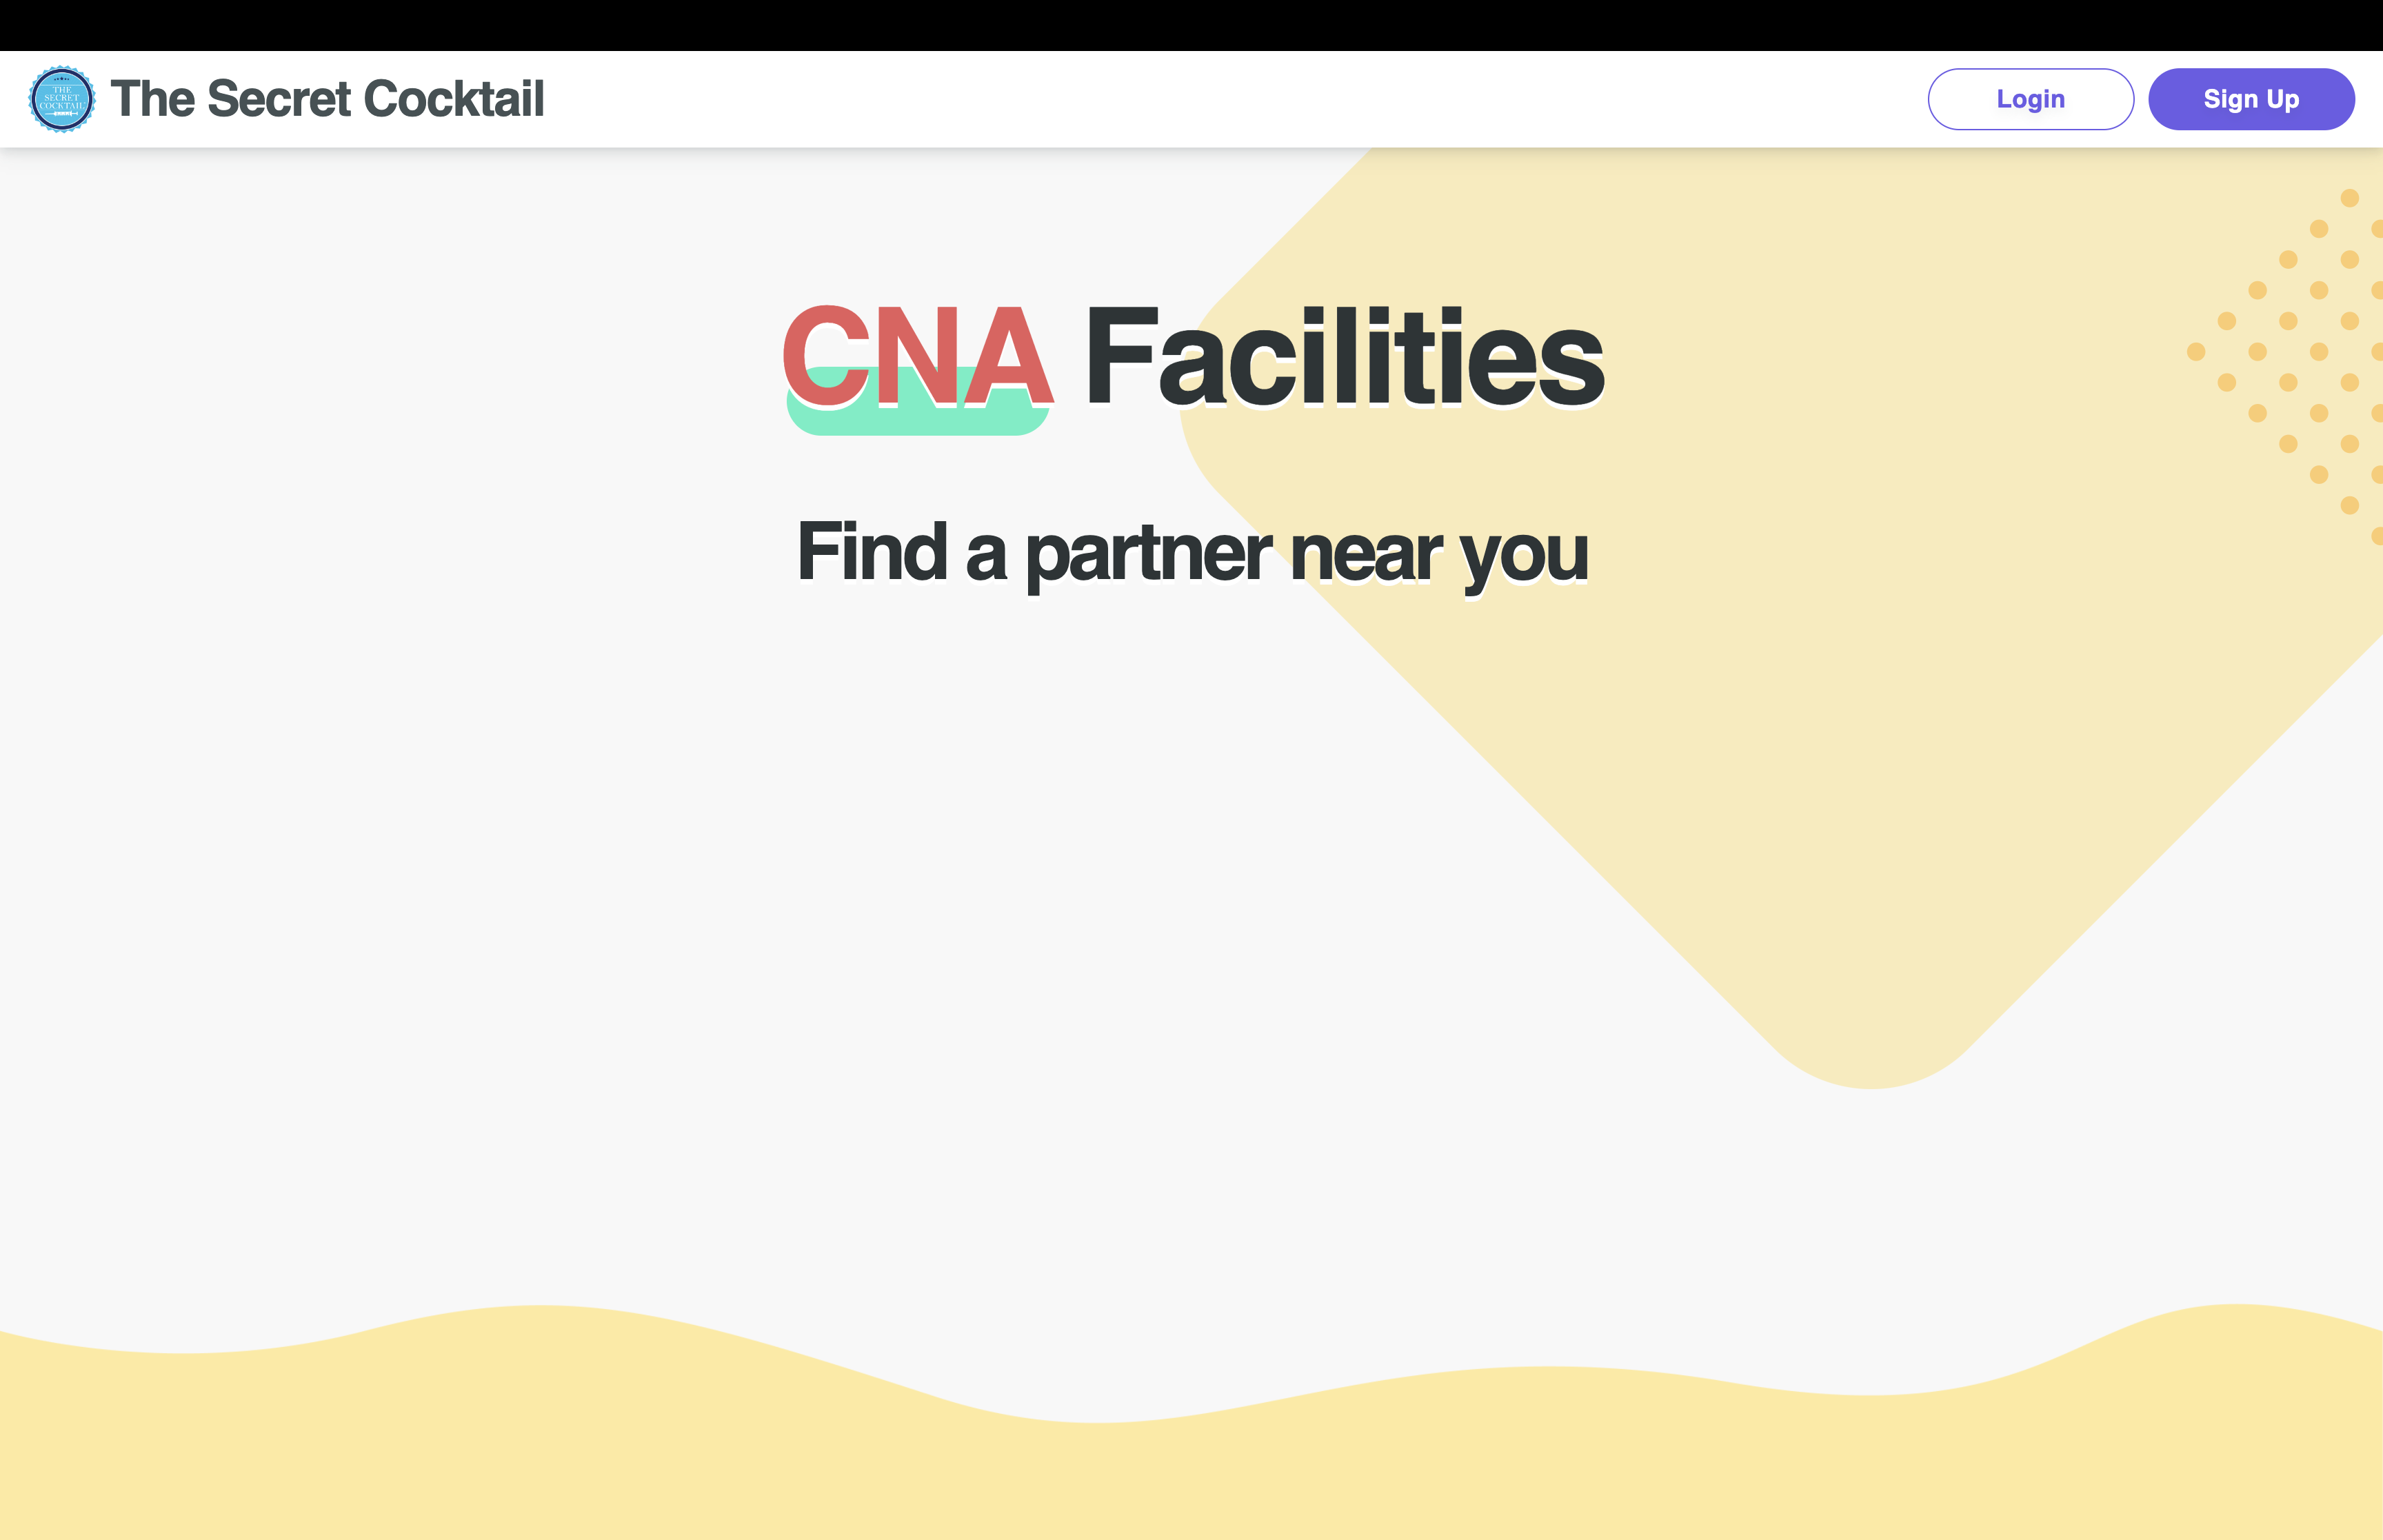 THE
SECRET
COCKTAIL
The Secret Cocktail
Login
Sign Up
CNA Facilities
Find a partner near you